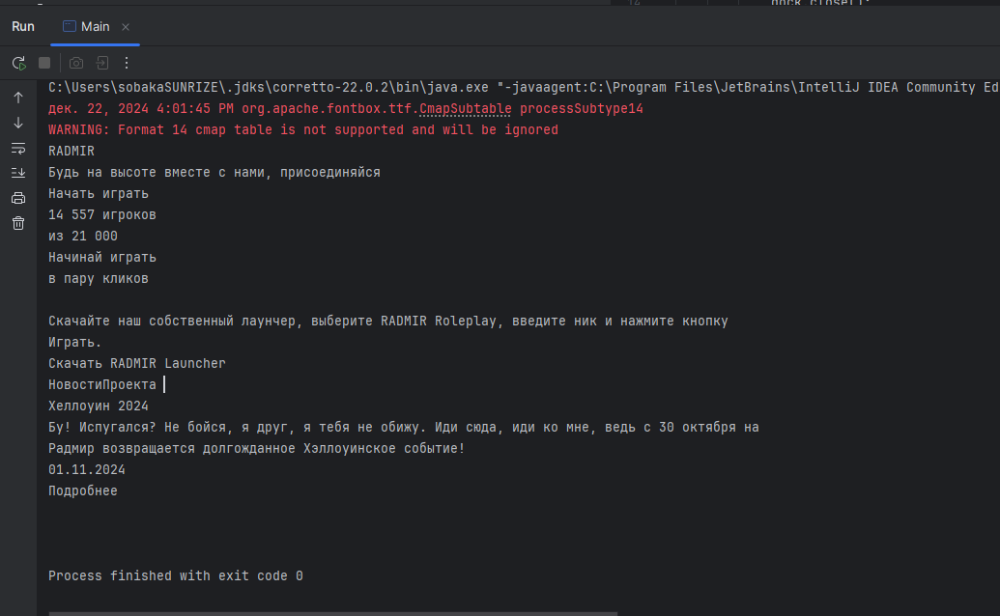 Run
Main
C:\Users\sobakaSUNRIZE\.jdks\corretto-22.0.2\bin\java.exe "-javaagent:C:\Program Files\JetBrains\IntelliJ IDEA Community Ed
дек. 22, 2024 4:01:45 PM org.apache.fontbox.ttf.CmapSubtable processSubtype14
WARNING: Format 14 cmap table is not supported and will be ignored
RADMIR
Будь на высоте вместе с нами, присоединяйся
Начать играть
14 557 игроков
из 21 000
Начинай играть
в пару кликов
Скачайте наш собственный лаунчер, выберите RADMIR Roleplay, введите ник и нажмите кнопку
Играть.
Скачать RADMIR Launcher
НовостиПроекта
Хеллоуин 2024
Бу! Испугался? Не бойся, я друг, я тебя не обижу. Иди сюда, иди ко мне, ведь с 30 октября на
Радмир возвращается долгожданное Хэллоуинское событие!
01.11.2024
Подробнее
Process finished with exit code 0